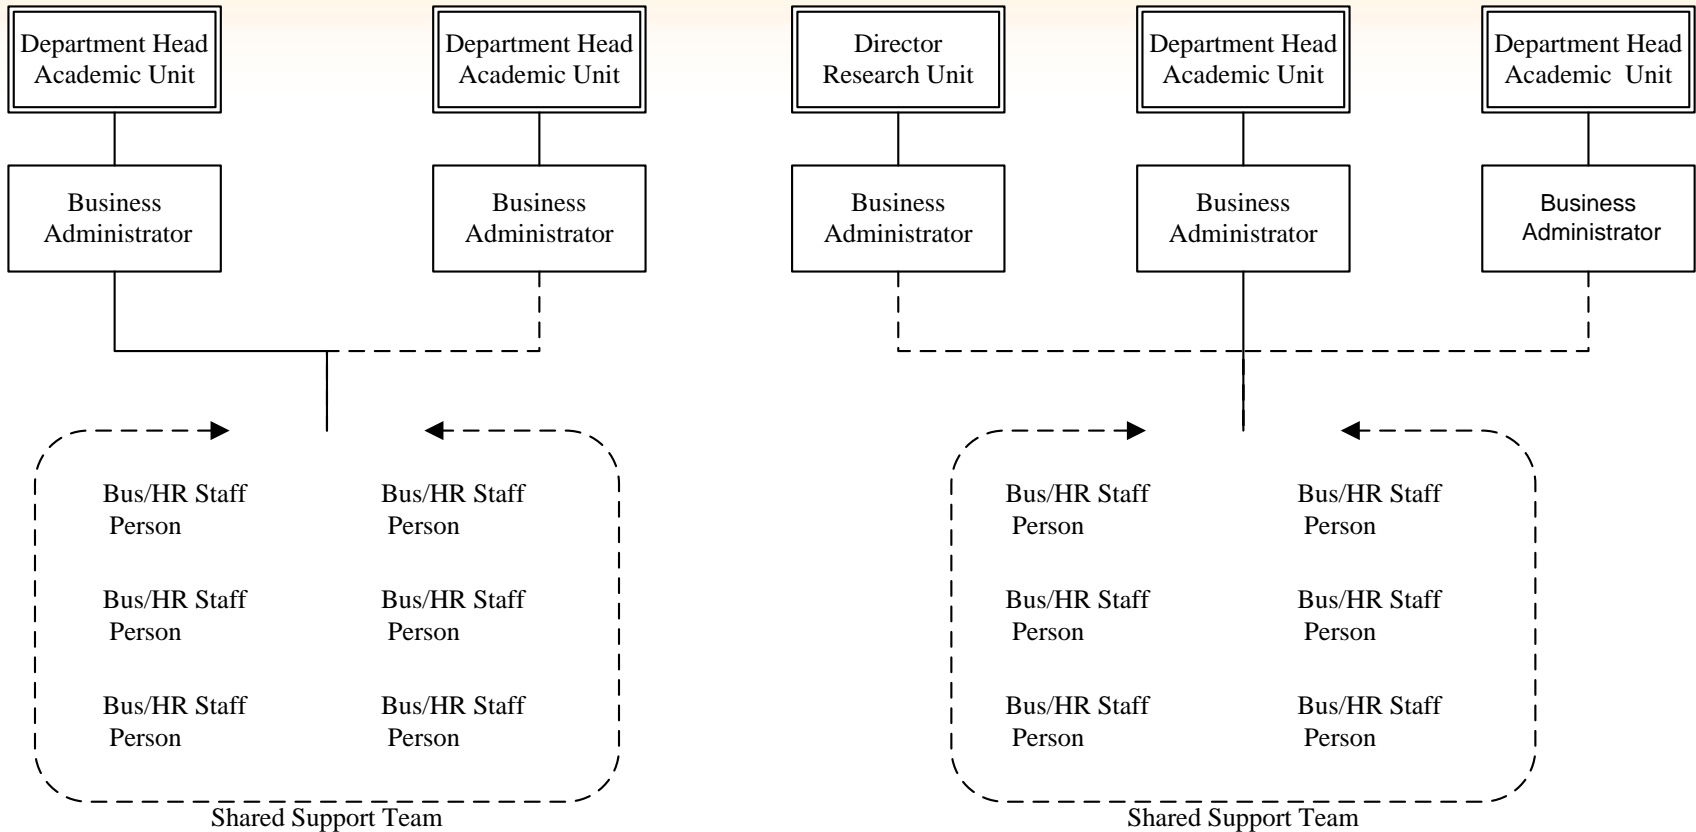 Department Head
Academic Unit
Department Head
Academic Unit
Director
Research Unit
Department Head
Academic Unit
Department Head
Academic  Unit
Business
Administrator
Business
Administrator
Business
Administrator
Business
Administrator
Business
Administrator
Bus/HR Staff
Person
Bus/HR Staff
Person
Bus/HR Staff
Person
Bus/HR Staff
Person
Bus/HR Staff
Person
Bus/HR Staff
Person
Shared Support Team
Bus/HR Staff
Person
Bus/HR Staff
Person
Bus/HR Staff
Person
Bus/HR Staff
Person
Bus/HR Staff
Person
Bus/HR Staff
Person
Shared Support Team